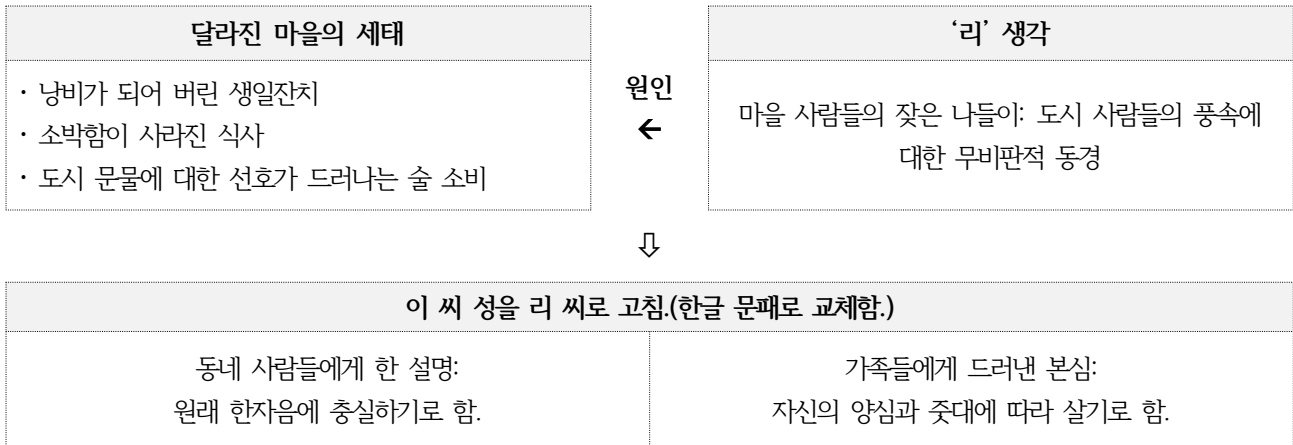 달라진 마을의 세태
· 낭비가 되어 버린 생일잔치
· 소박함이 사라진 식사
· 도시 문물에 대한 선호가 드러나는 술 소비
원인
←
‘리’ 생각
마을 사람들의 잦은 나들이: 도시 사람들의 풍속에
대한 무비판적 동경
⇩
이 씨 성을 리 씨로 고침.(한글 문패로 교체함.)
동네 사람들에게 한 설명:
원래 한자음에 충실하기로 함.
가족들에게 드러낸 본심:
자신의 양심과 줏대에 따라 살기로 함.